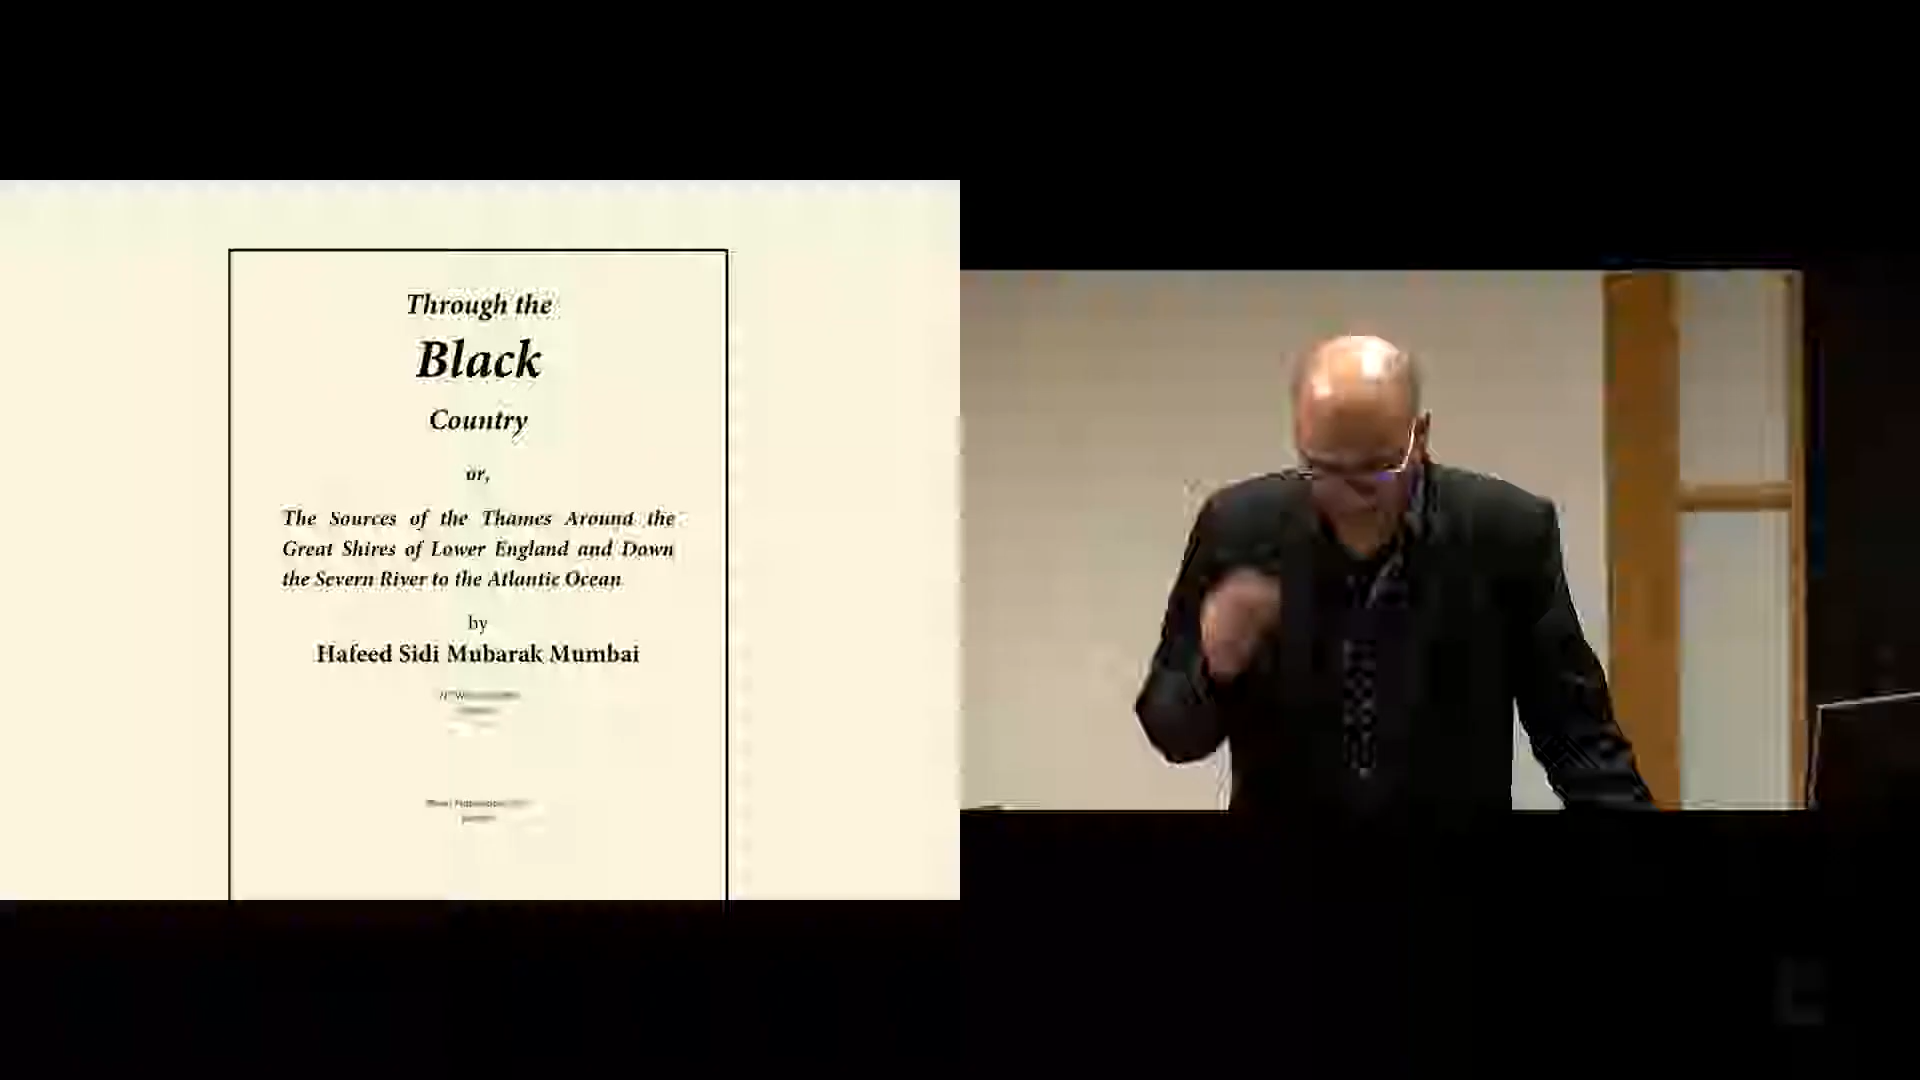 Through the
Black
Country
or,
The Sources of the Thames Around the
Great Shires of Lower England and Down
the Severn River to the Atlantic Ocean
by
Hafeed Sidi Mubarak Mumbai